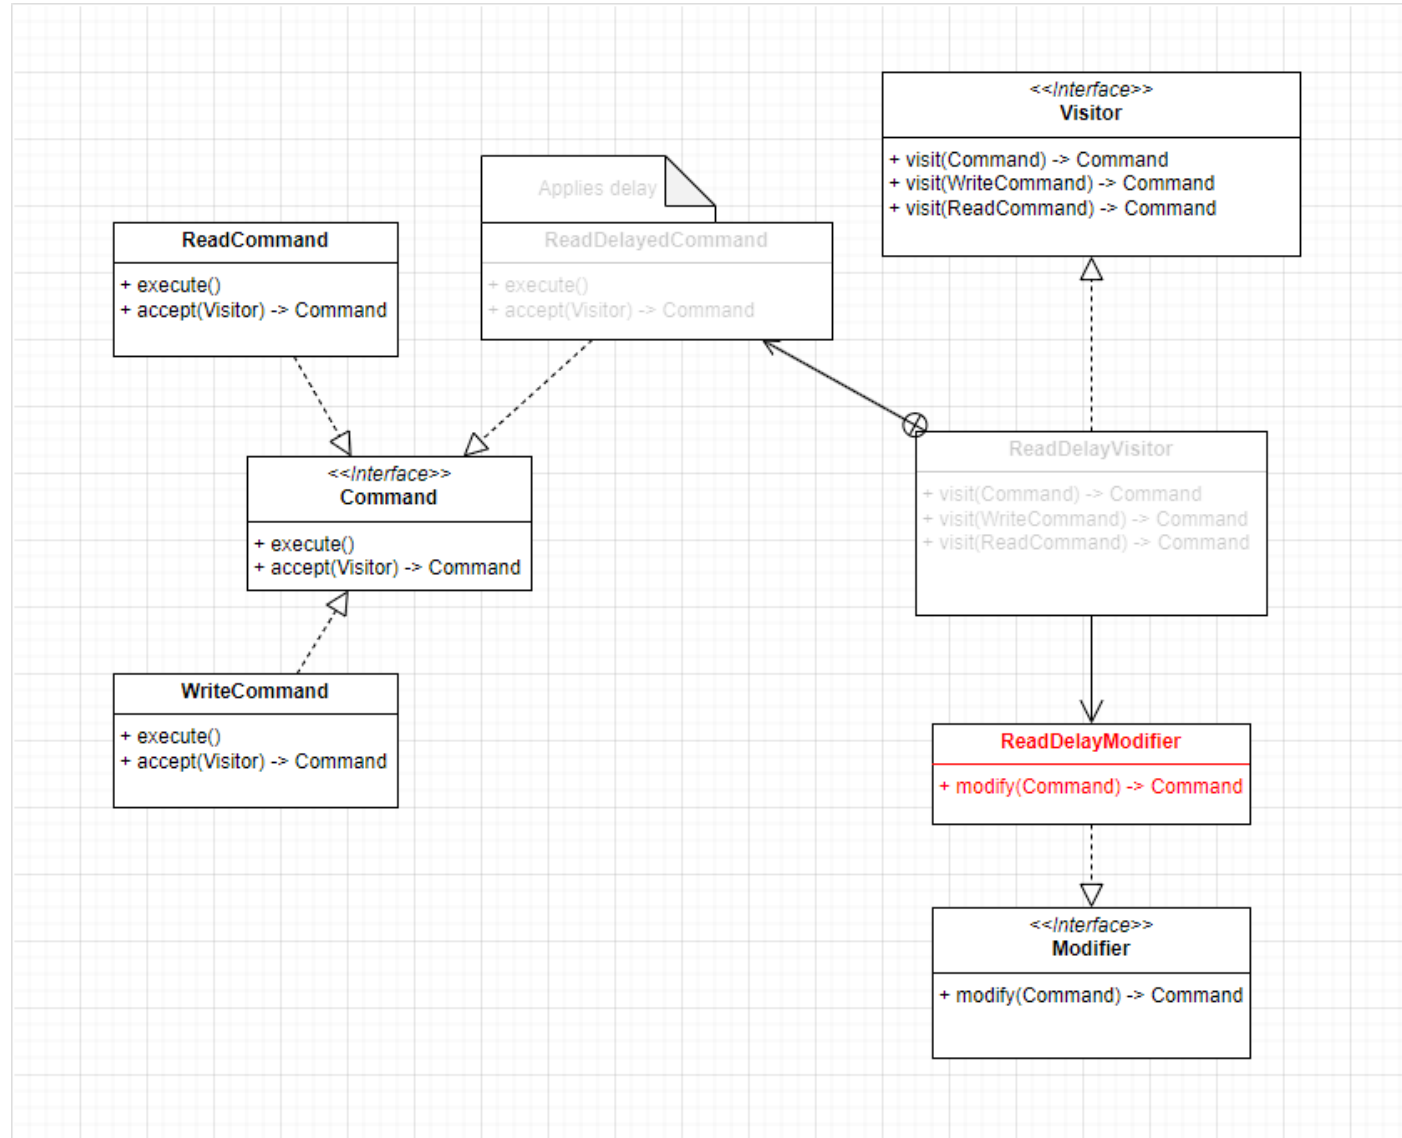 <<Interface>>
Visitor
+ visit(Command) -> Command
+ visit(WriteCommand) -> Command
+ visit(ReadCommand) -> Command
Applies delay
ReadCommand
+ execute()
+ accept(Visitor) -> Command
ReadDelayedCommand
+ execute()
+ accept(Visitor) -> Command
<<Interface>>
Command
+ execute()
+ accept(Visitor) -> Command
ReadDelayVisitor
+ visit(Command) -> Command
+ visit(WriteCommand) -> Command
+ visit(ReadCommand) -> Command
WriteCommand
+ execute()
+ accept(Visitor) -> Command
ReadDelayModifier
+ modify(Command) -> Command
<<Interface>>
Modifier
+ modify(Command) -> Command